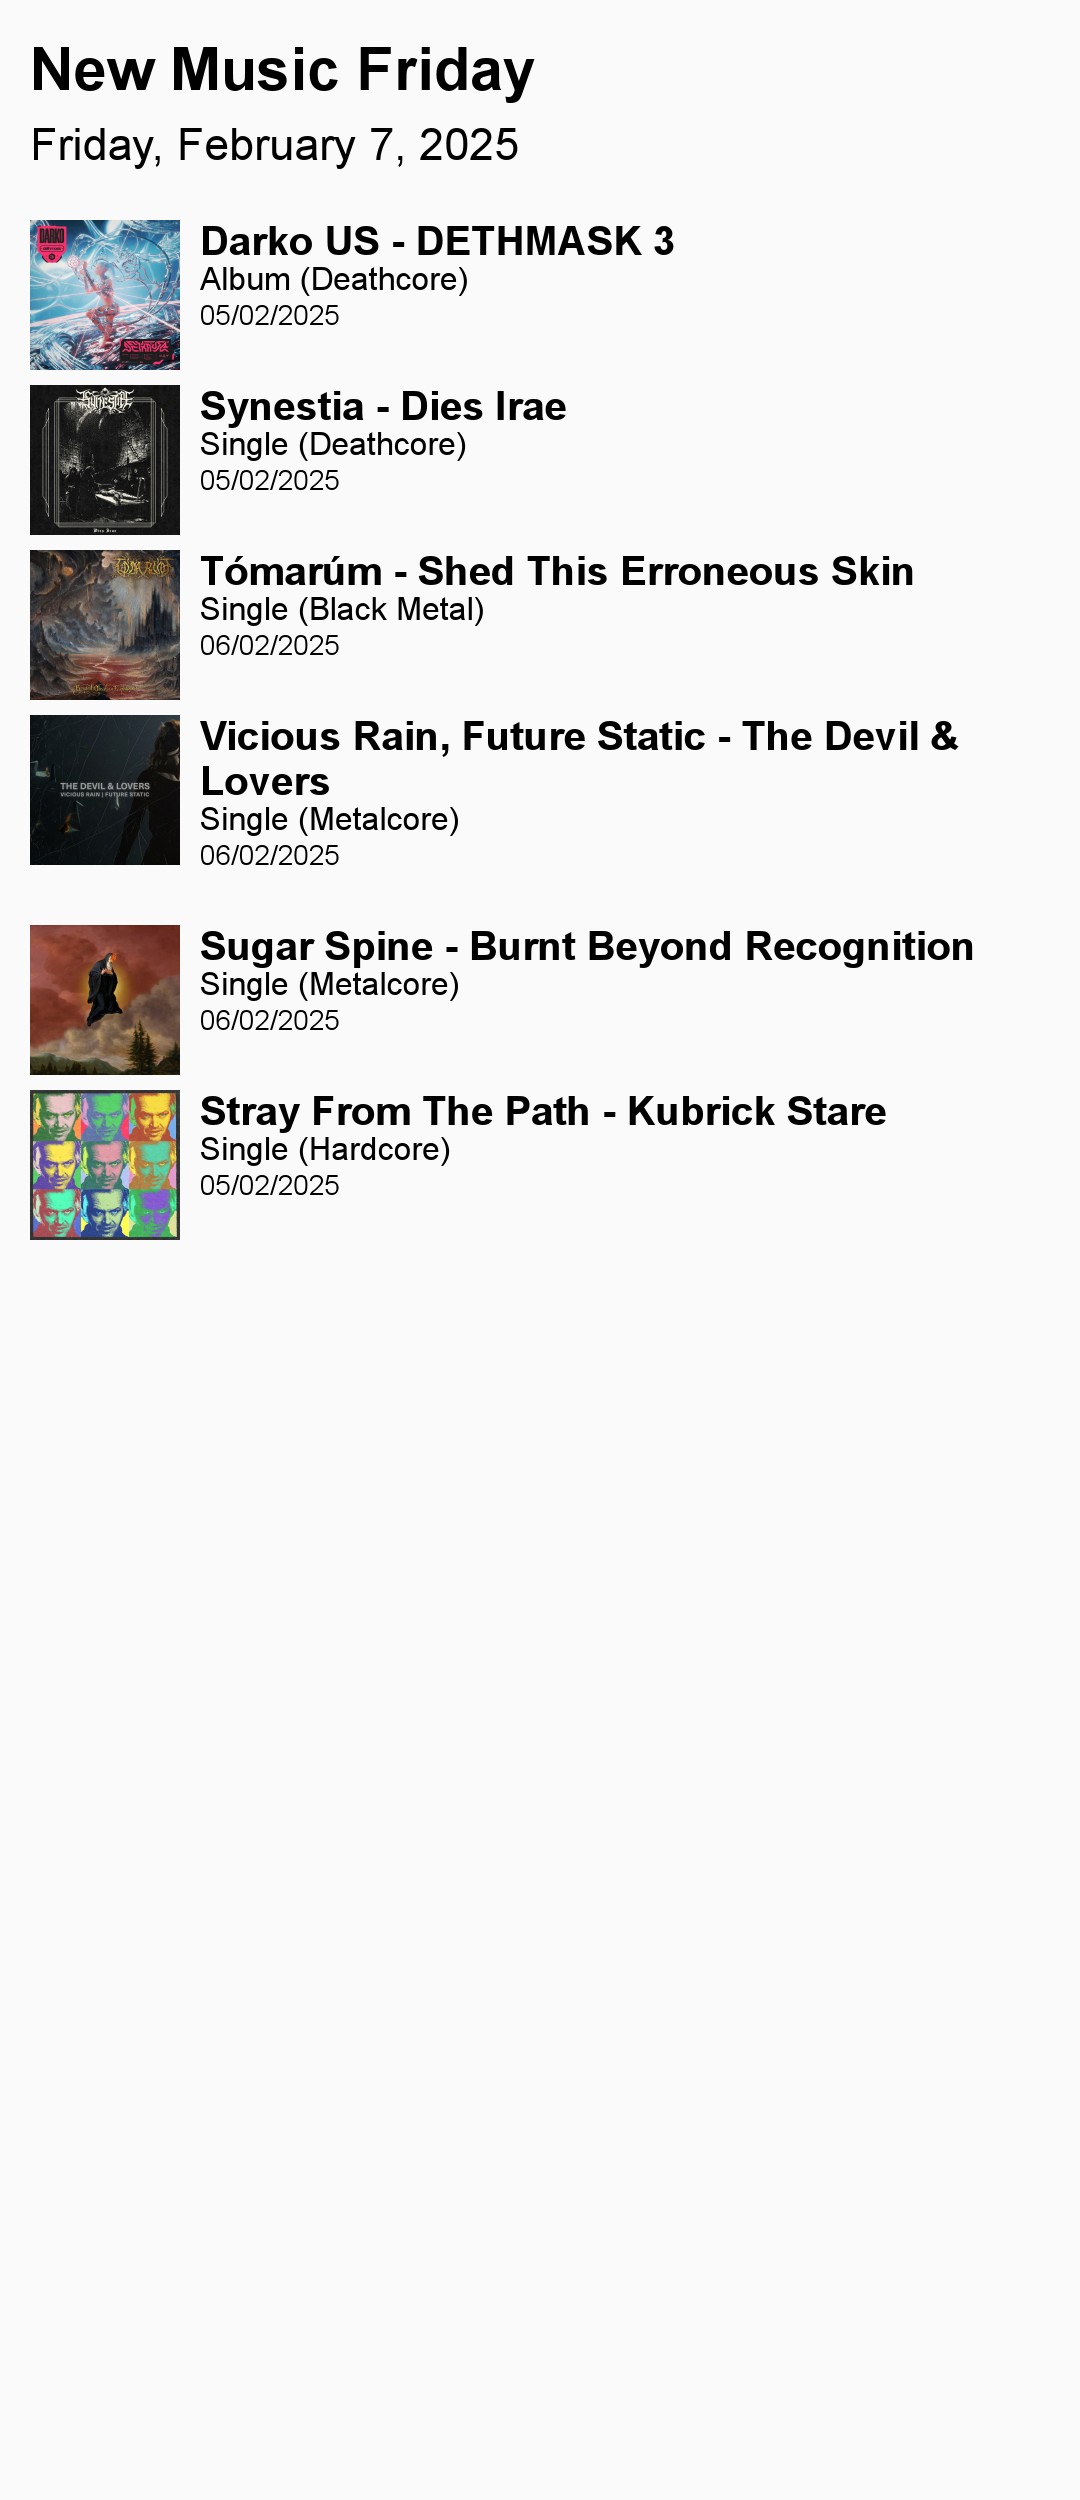 New Music Friday
Friday, February 7, 2025
DARKO
Darko US - DETHMASK 3
Album (Deathcore)
05/02/2025
Synestia - Dies Irae
Single (Deathcore)
05/02/2025
Tómarúm - Shed This Erroneous Skin
Single (Black Metal)
06/02/2025
THE DEVIL & LOVERS
VICIOUS RAIN | FUTURE STATIC
Vicious Rain, Future Static - The Devil &
Lovers
Single (Metalcore)
06/02/2025
Sugar Spine - Burnt Beyond Recognition
Single (Metalcore)
06/02/2025
Stray From The Path - Kubrick Stare
Single (Hardcore)
05/02/2025